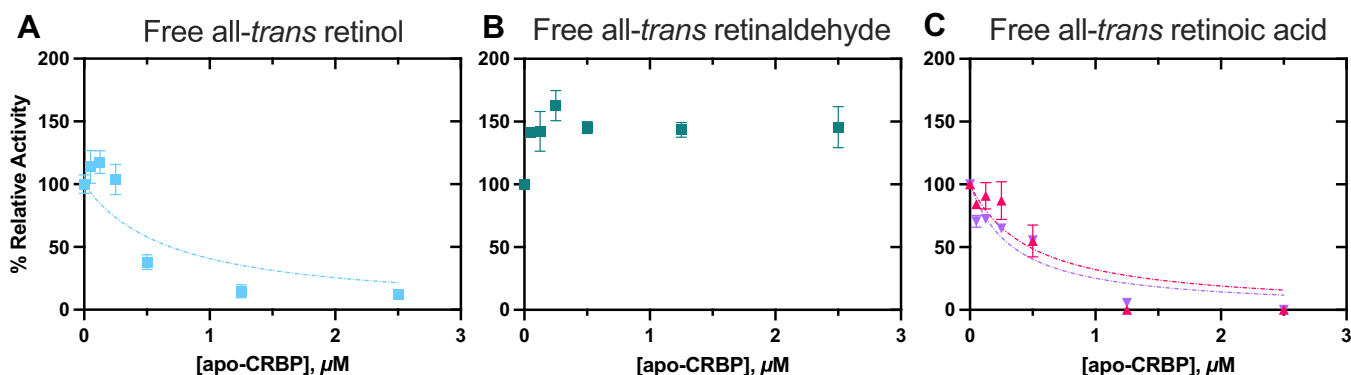 A Free all-trans retinol
B Free all-trans retinaldehyde
C Free all-trans retinoic acid
% Relative Activity
200
150
100
50
0
0 1 2 3
[apo-CRBP], µM
200
150
100
50
0
0 1 2 3
[apo-CRBP], µM
200
150
100
50
0
0 1 2 3
[apo-CRBP], µM